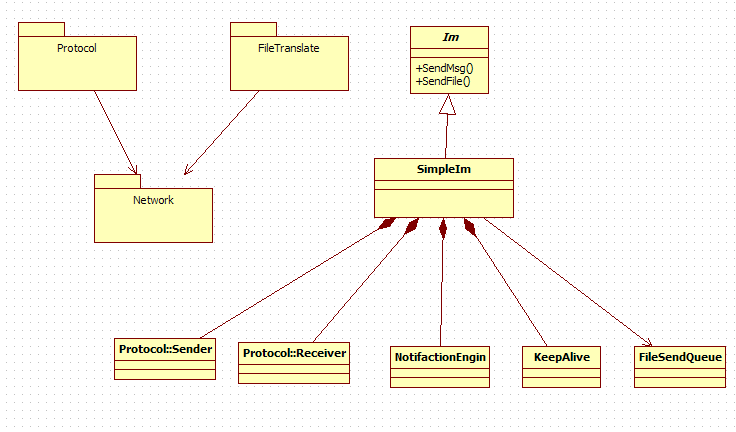 Protocol
FileTranslate
Network
Im
+SendMsg()
+SendFile()
SimpleIm
Protocol::Sender
Protocol::Receiver
NotifactionEngin
KeepAlive
FileSendQueue